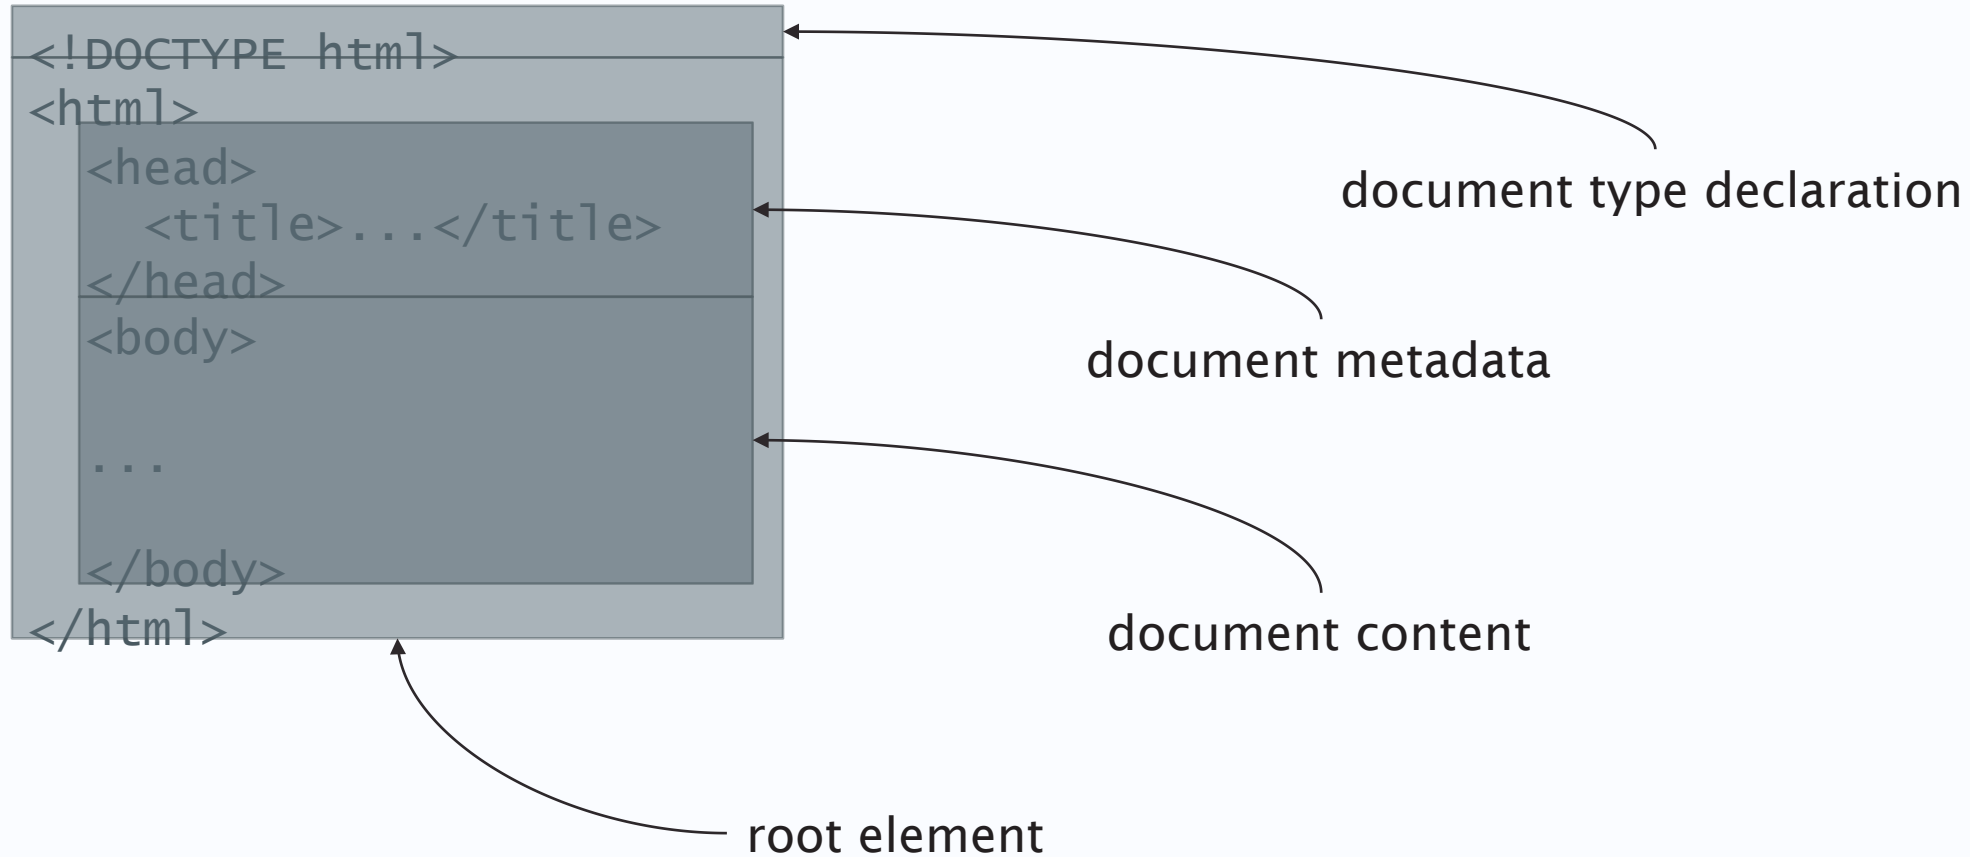 <!DOCTYPE html>
<html>
<head>
<title>...</title>
</head>
<body>
...
</body>
</html>
document type declaration
document metadata
document content
root element